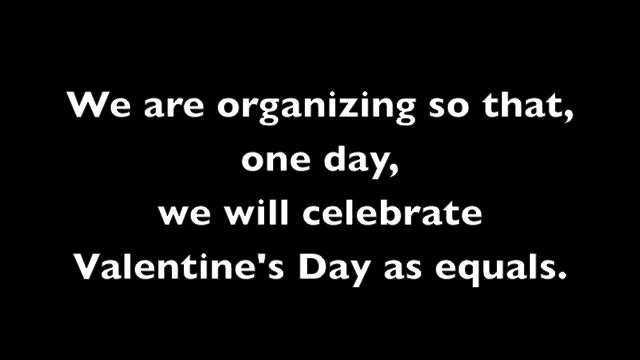 We are organizing so that,
one day,
we will celebrate
Valentine's Day as equals.